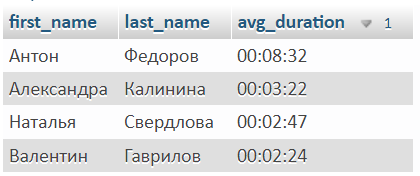 first_name last_name avg_duration 1
Антон Федоров 00:08:32
Александра Калинина 00:03:22
Наталья Свердлова 00:02:47
Валентин Гаврилов 00:02:24